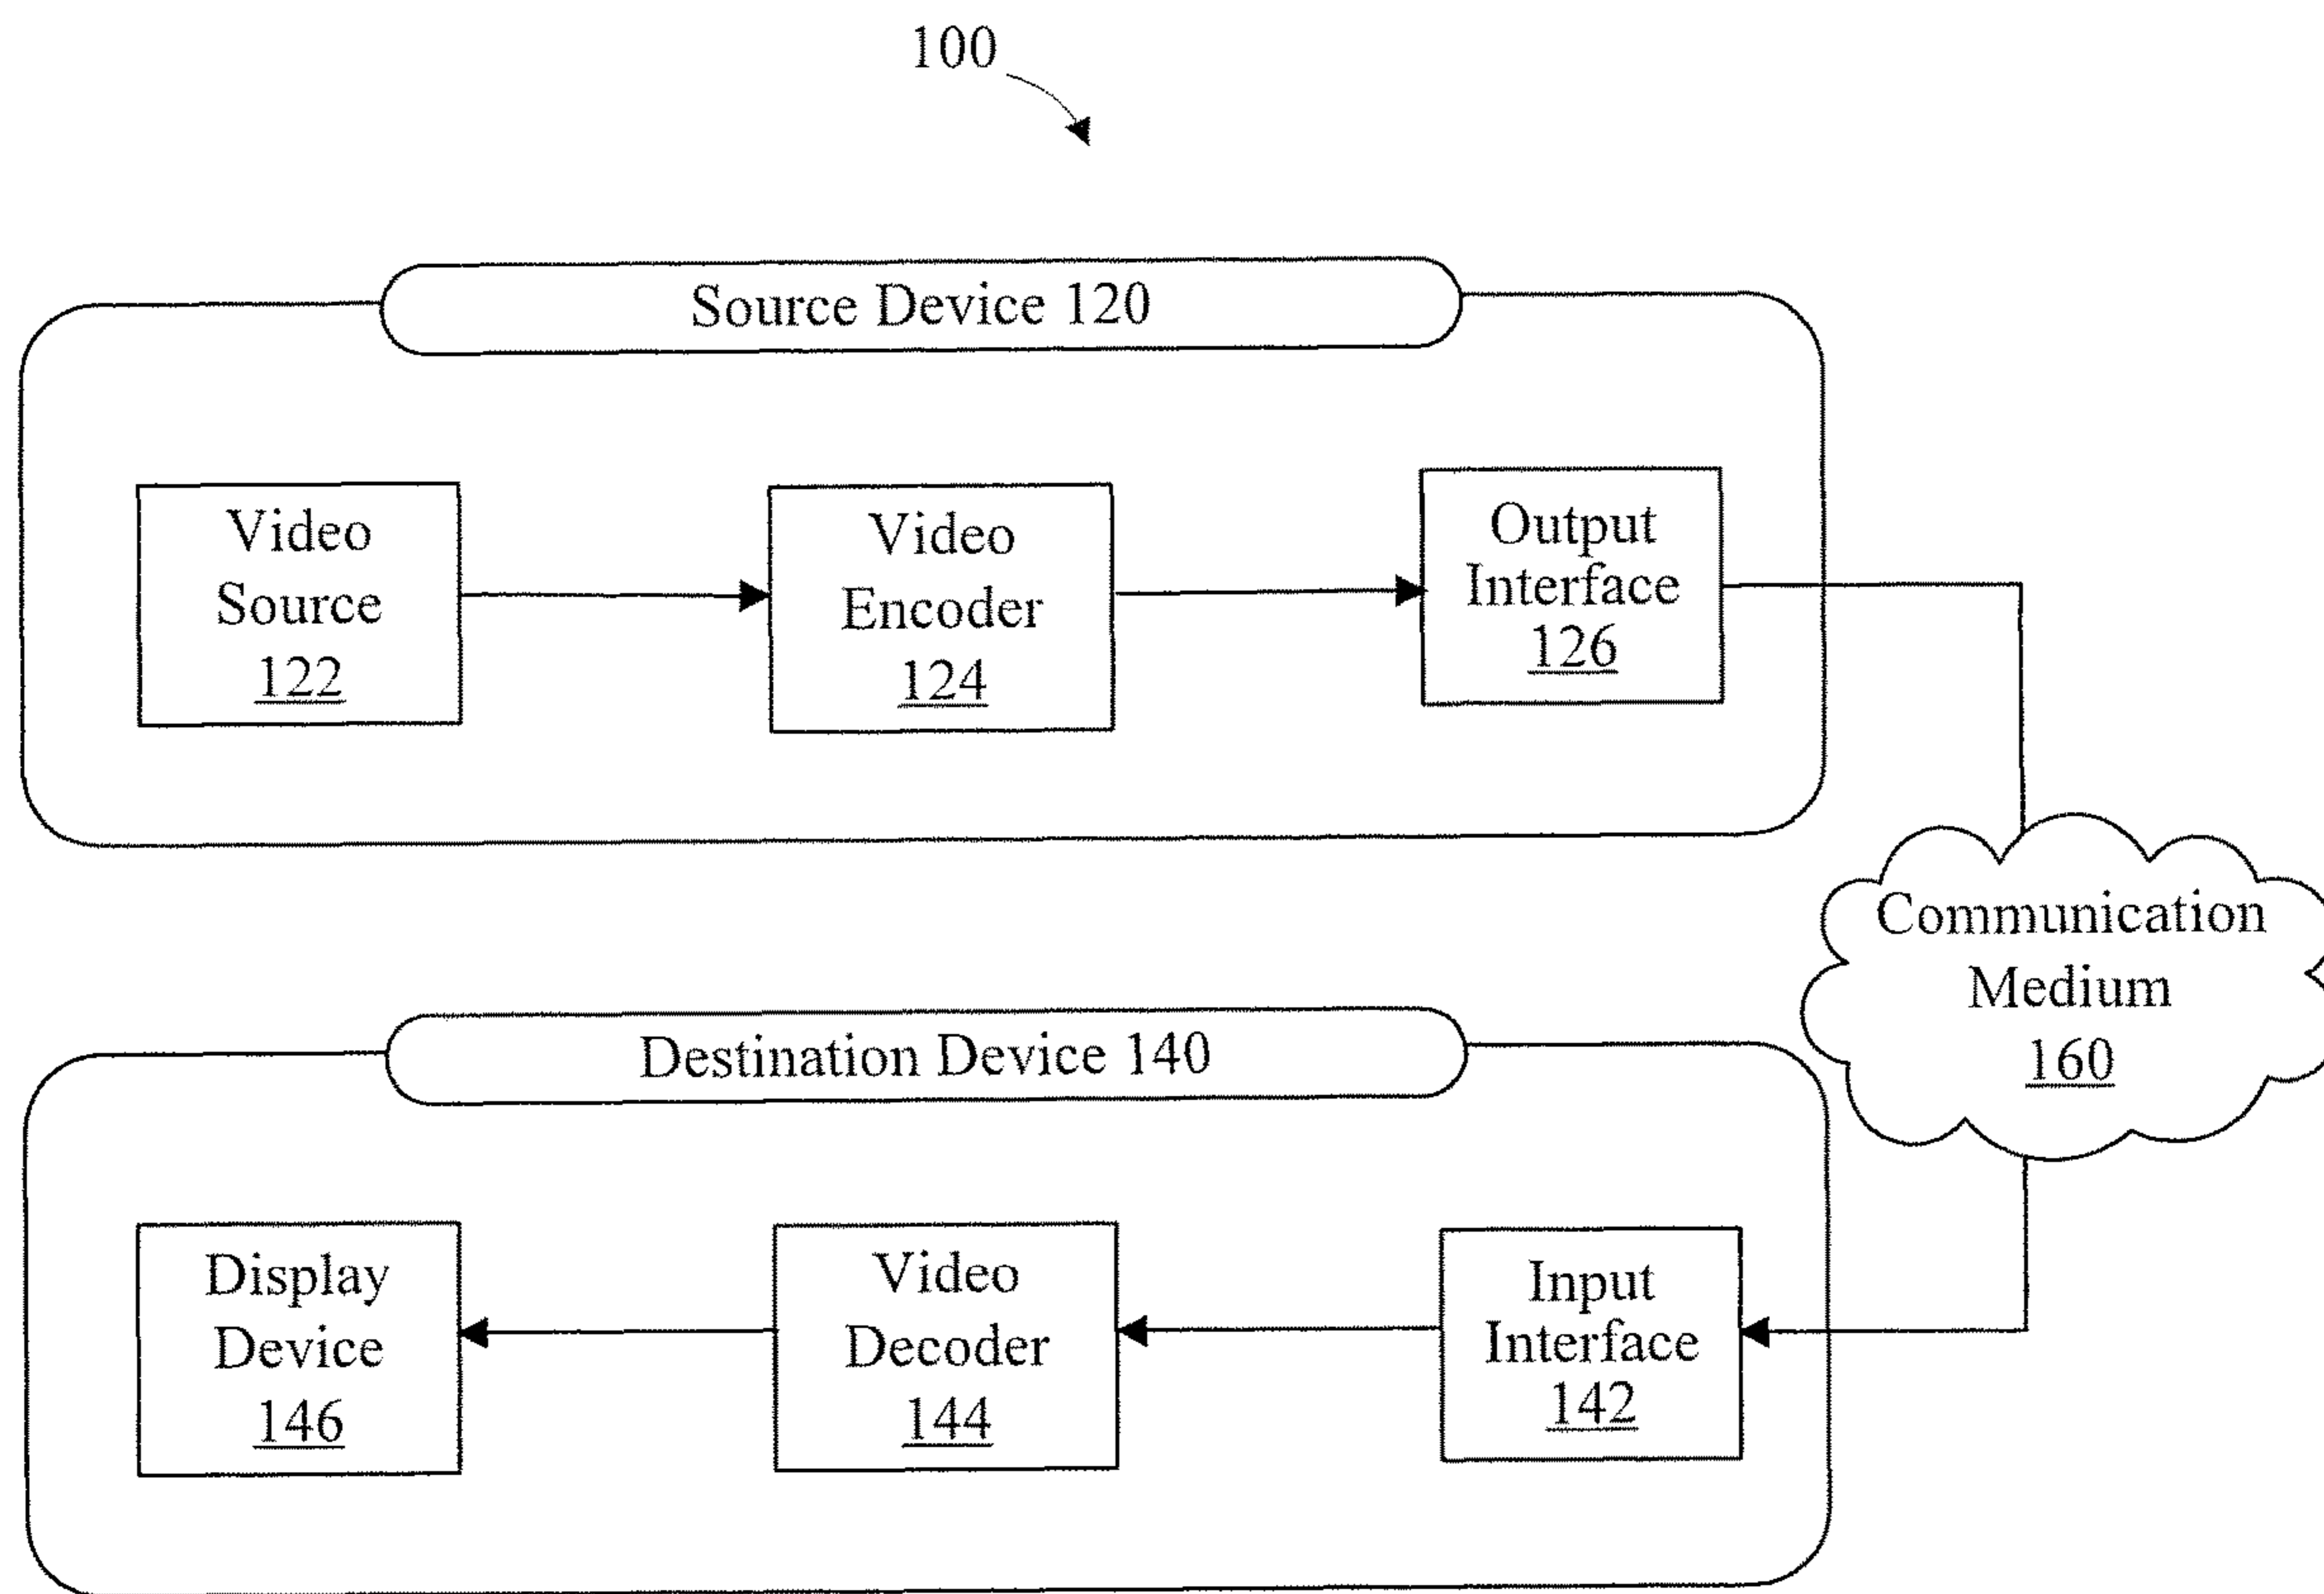 100
Source Device 120
Video
Source
122
Video
Encoder
124
Output
Interface
126
Communication
Medium
160
Destination Device 140
Display
Device
146
Video
Decoder
144
Input
Interface
142